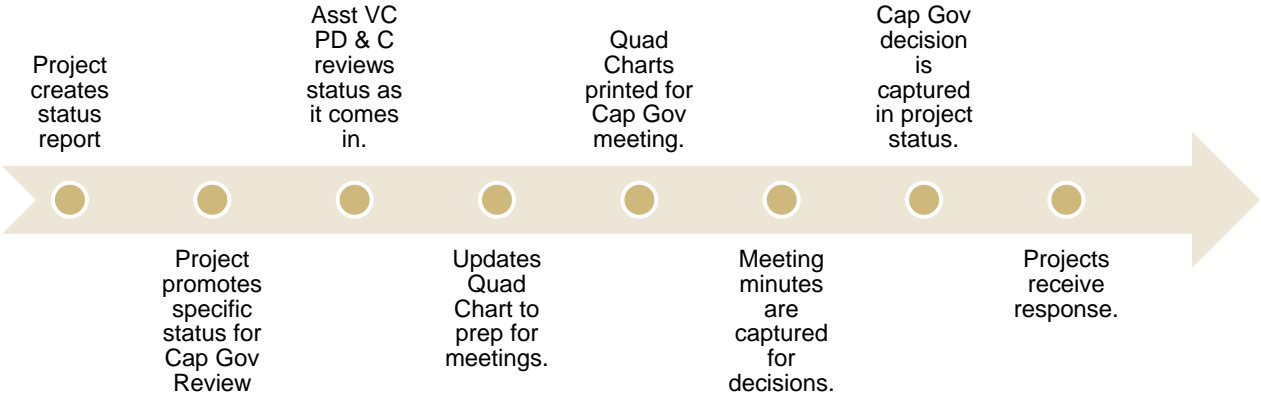 Project
creates
status
report
Project
promotes
specific
status for
Cap Gov
Review
Asst VC
PD & C
reviews
status as
it comes
in.
Updates
Quad
Chart to
prep for
meetings.
Quad
Charts
printed for
Cap Gov
meeting.
Meeting
minutes
are
captured
for
decisions.
Cap Gov
decision
is
captured
in project
status.
Projects
receive
response.